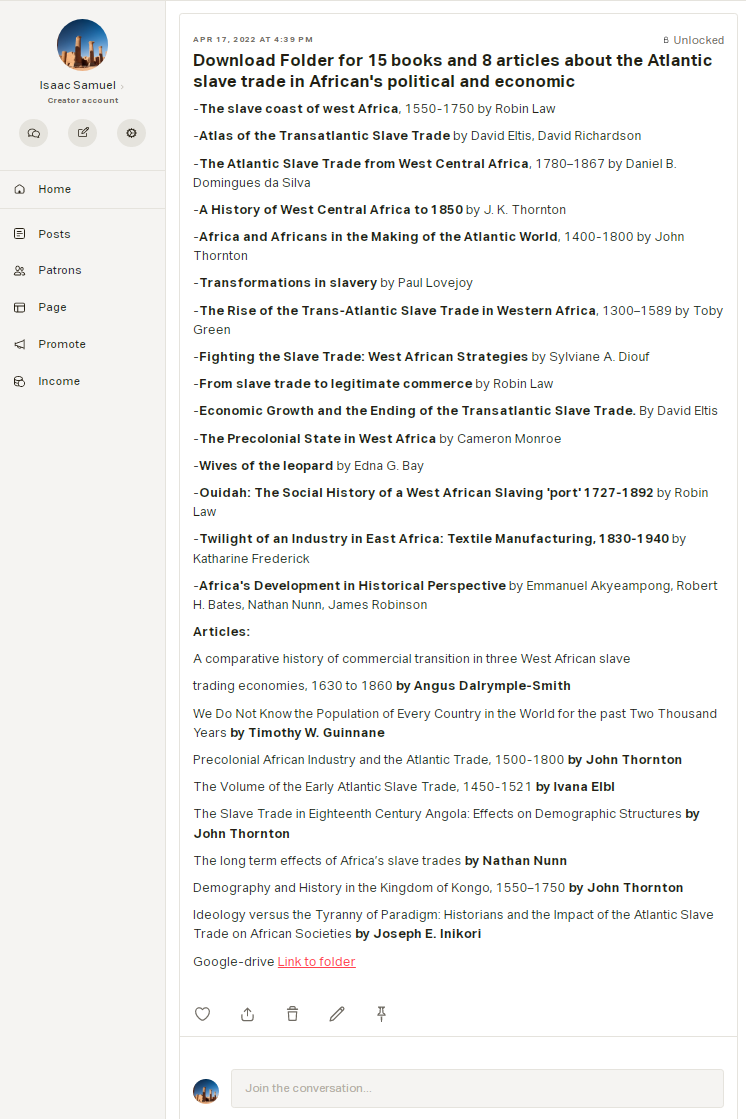 Isaac Samuel
Creator account
Home
Posts
Patrons
Page
Promote
Income
APR 17, 2022 AT 4:39 PM
Unlocked
Download Folder for 15 books and 8 articles about the Atlantic
slave trade in African's political and economic
-The slave coast of west Africa, 1550-1750 by Robin Law
-Atlas of the Transatlantic Slave Trade by David Eltis, David Richardson
-The Atlantic Slave Trade from West Central Africa, 1780–1867 by Daniel B.
Domingues da Silva
-A History of West Central Africa to 1850 by J. K. Thornton
-Africa and Africans in the Making of the Atlantic World, 1400-1800 by John
Thornton
-Transformations in slavery by Paul Lovejoy
-The Rise of the Trans-Atlantic Slave Trade in Western Africa, 1300–1589 by Toby
Green
-Fighting the Slave Trade: West African Strategies by Sylviane A. Diouf
-From slave trade to legitimate commerce by Robin Law
-Economic Growth and the Ending of the Transatlantic Slave Trade. By David Eltis
-The Precolonial State in West Africa by Cameron Monroe
-Wives of the leopard by Edna G. Bay
-Ouidah: The Social History of a West African Slaving 'port' 1727-1892 by Robin
Law
-Twilight of an Industry in East Africa: Textile Manufacturing, 1830-1940 by
Katharine Frederick
-Africa's Development in Historical Perspective by Emmanuel Akyeampong, Robert
H. Bates, Nathan Nunn, James Robinson
Articles:
A comparative history of commercial transition in three West African slave
trading economies, 1630 to 1860 by Angus Dalrymple-Smith
We Do Not Know the Population of Every Country in the World for the past Two Thousand
Years by Timothy W. Guinnane
Precolonial African Industry and the Atlantic Trade, 1500-1800 by John Thornton
The Volume of the Early Atlantic Slave Trade, 1450-1521 by Ivana Elbl
The Slave Trade in Eighteenth Century Angola: Effects on Demographic Structures by
John Thornton
The long term effects of Africa's slave trades by Nathan Nunn
Demography and History in the Kingdom of Kongo, 1550–1750 by John Thornton
Ideology versus the Tyranny of Paradigm: Historians and the Impact of the Atlantic Slave
Trade on African Societies by Joseph E. Inikori
Google-drive Link to folder
Join the conversation...